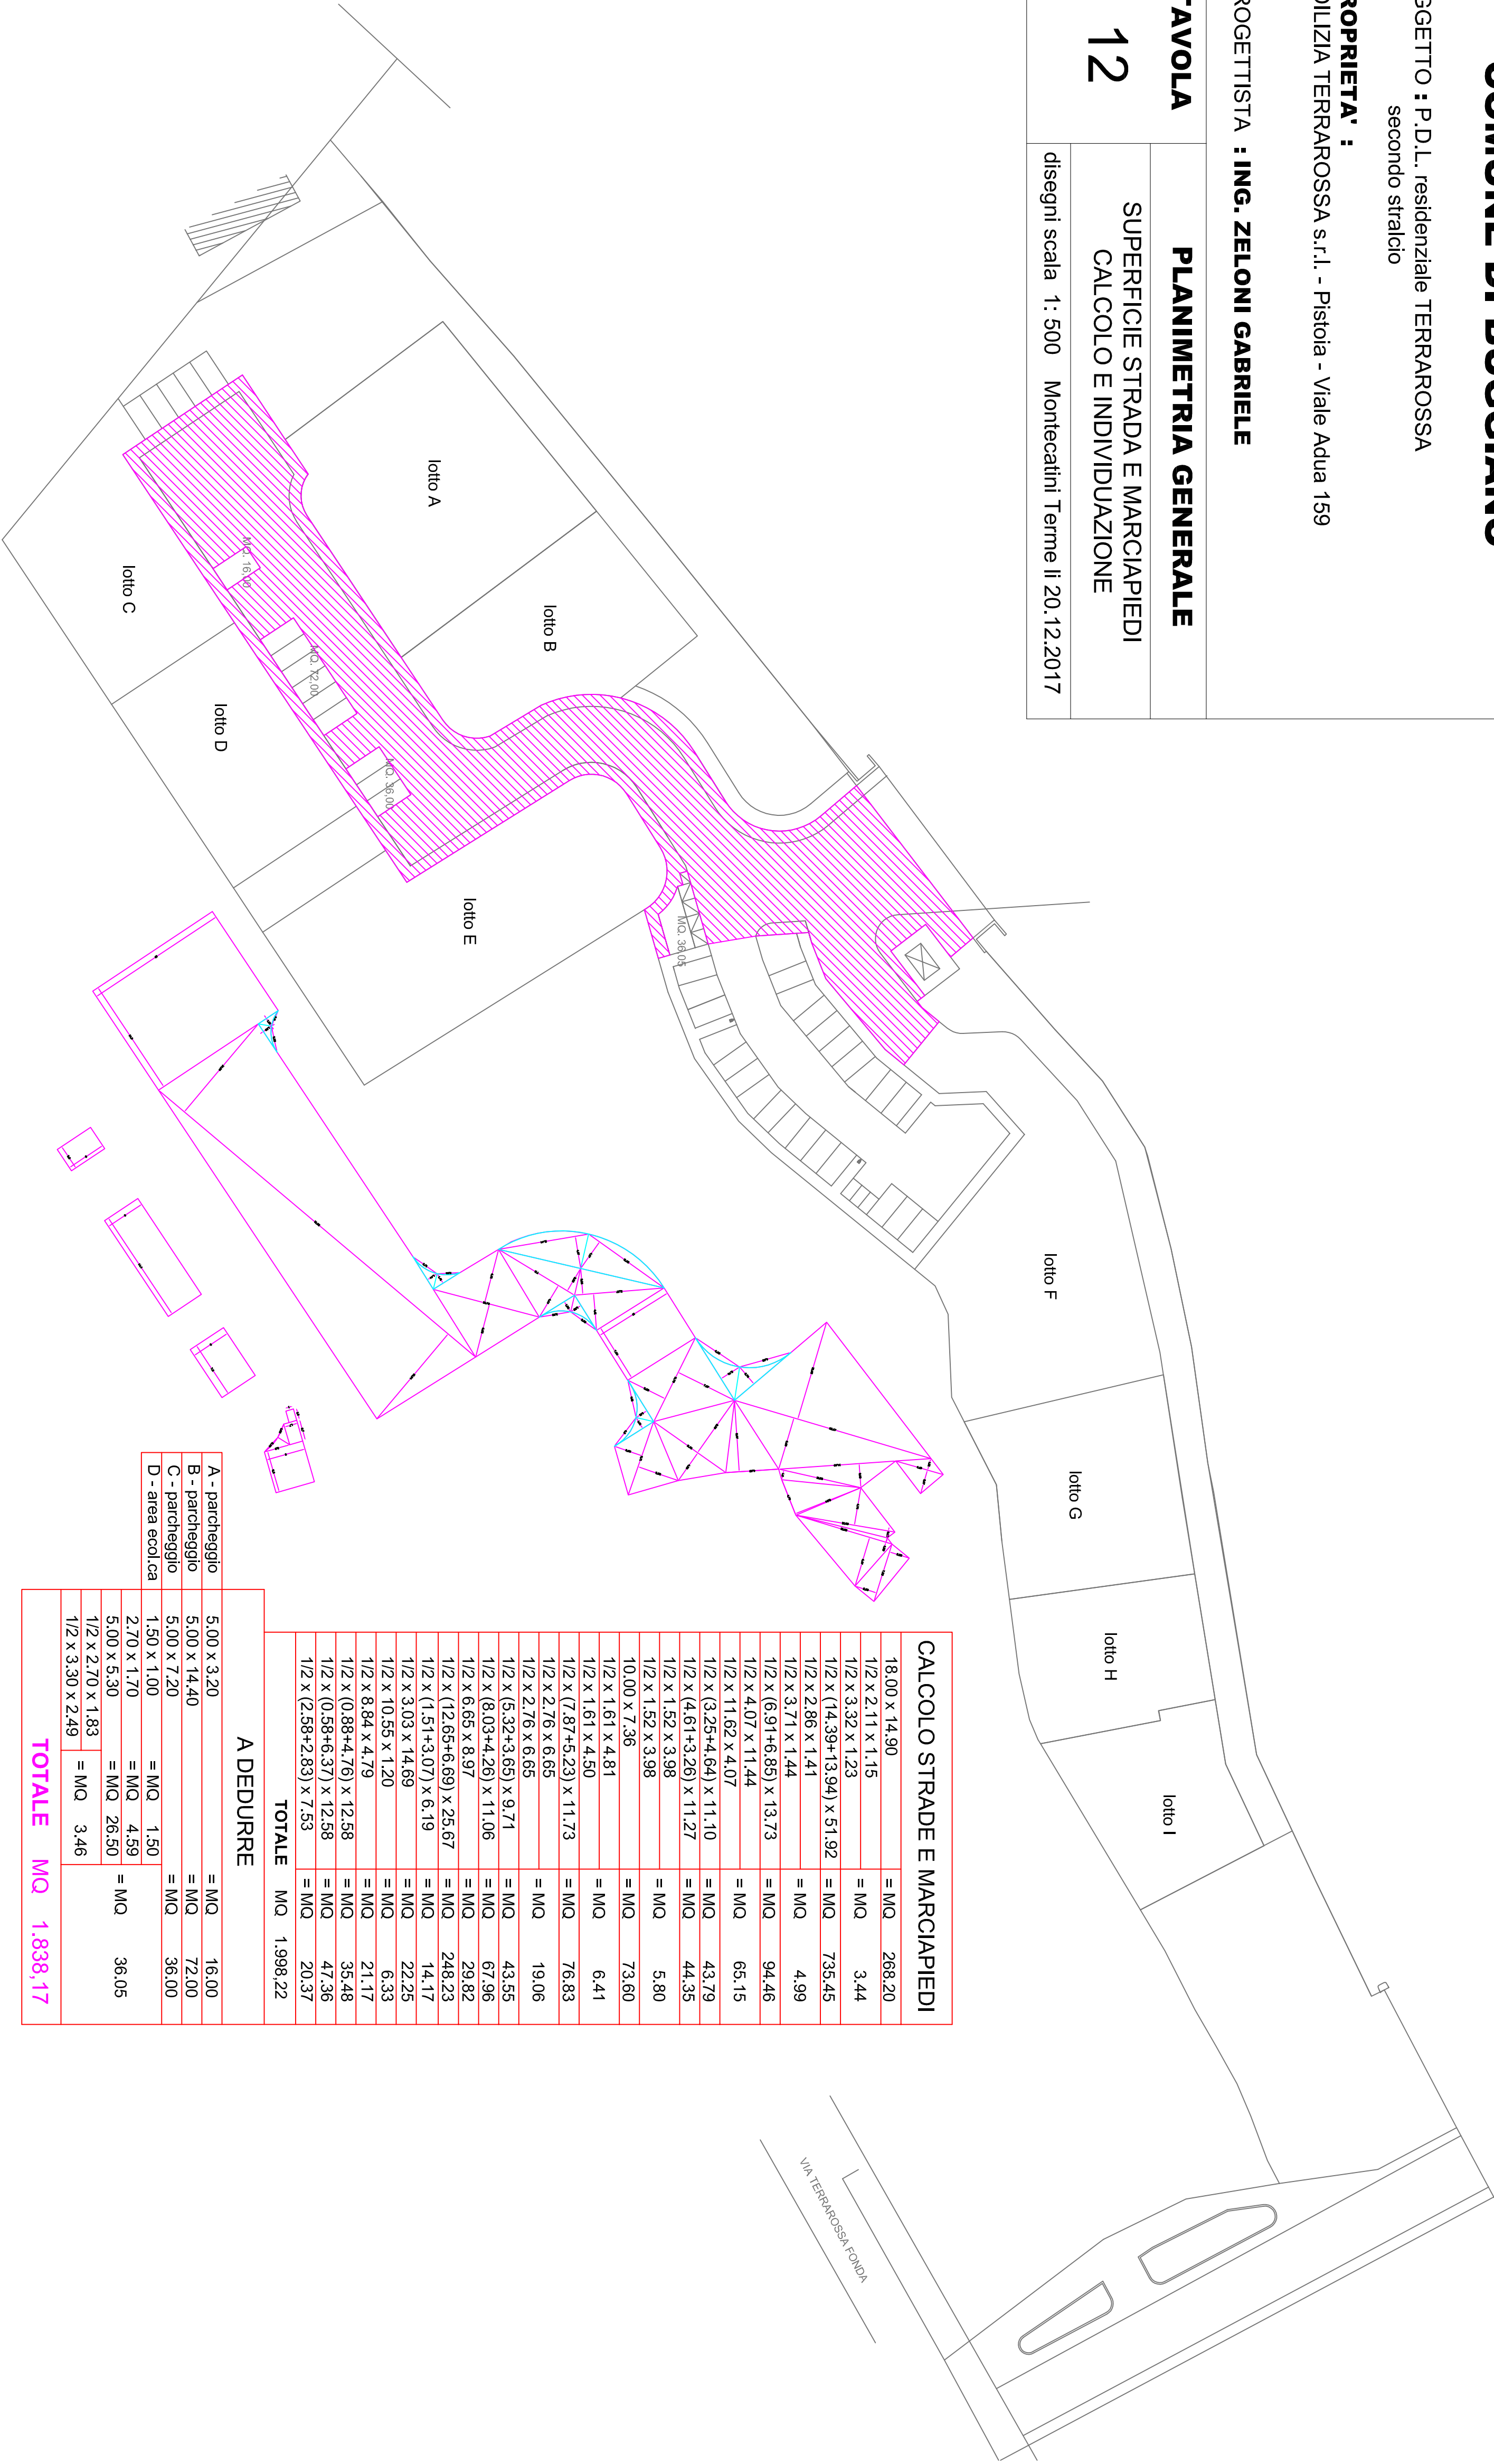 COMUNE DI BUGGIANO
GGETTO : P.D.L. residenziale TERRAROSSA
secondo stralcio
ROPRIETA' :
DILIZIA TERRAROSSA s.r.l. - Pistoia - Viale Adua 159
ROGETTISTA : ING. ZELONI GABRIELE
TAVOLA
12
PLANIMETRIA GENERALE
SUPERFICIE STRADA E MARCIAPIEDI
CALCOLO E INDIVIDUAZIONE
disegni scala 1: 500 Montecatini Terme li 20.12.2017
lotto A
lotto B
lotto C
lotto D
lotto E
lotto F
lotto G
lotto H
lotto I
MQ. 16,00
MQ. 72,00
MQ. 36,00
MQ. 36,05
VIA TERRAROSSA FONDA
CALCOLO STRADE E MARCIAPIEDI
18.00 x 14.90 = MQ 268.20
1/2 x 2.11 x 1.15
1/2 x 3.32 x 1.23 = MQ 3.44
1/2 x (14.39+13.94) x 51.92 = MQ 735.45
1/2 x 2.86 x 1.41
1/2 x 3.71 x 1.44 = MQ 4.99
1/2 x (6.91+6.85) x 13.73 = MQ 94.46
1/2 x 4.07 x 11.44
1/2 x 11.62 x 4.07 = MQ 65.15
1/2 x (3.25+4.64) x 11.10 = MQ 43.79
1/2 x (4.61+3.26) x 11.27 = MQ 44.35
1/2 x 1.52 x 3.98
1/2 x 1.52 x 3.98 = MQ 5.80
10.00 x 7.36 = MQ 73.60
1/2 x 1.61 x 4.81
1/2 x 1.61 x 4.50 = MQ 6.41
1/2 x (7.87+5.23) x 11.73 = MQ 76.83
1/2 x 2.76 x 6.65
1/2 x 2.76 x 6.65 = MQ 19.06
1/2 x (5.32+3.65) x 9.71 = MQ 43.55
1/2 x (8.03+4.26) x 11.06 = MQ 67.96
1/2 x 6.65 x 8.97 = MQ 29.82
1/2 x (12.65+6.69) x 25.67 = MQ 248.23
1/2 x (1.51+3.07) x 6.19 = MQ 14.17
1/2 x 3.03 x 14.69 = MQ 22.25
1/2 x 10.55 x 1.20 = MQ 6.33
1/2 x 8.84 x 4.79 = MQ 21.17
1/2 x (0.88+4.76) x 12.58 = MQ 35.48
1/2 x (0.58+6.37) x 12.58 = MQ 47.36
1/2 x (2.58+2.83) x 7.53 = MQ 20.37
TOTALE MQ 1.998,22
A DEDURRE
A - parcheggio 5.00 x 3.20 = MQ 16.00
B - parcheggio 5.00 x 14.40 = MQ 72.00
C - parcheggio 5.00 x 7.20 = MQ 36.00
D - area ecol.ca 1.50 x 1.00 = MQ 1.50
2.70 x 1.70 = MQ 4.59
5.00 x 5.30 = MQ 26.50 = MQ 36.05
1/2 x 2.70 x 1.83
1/2 x 3.30 x 2.49 = MQ 3.46
TOTALE MQ 1.838,17